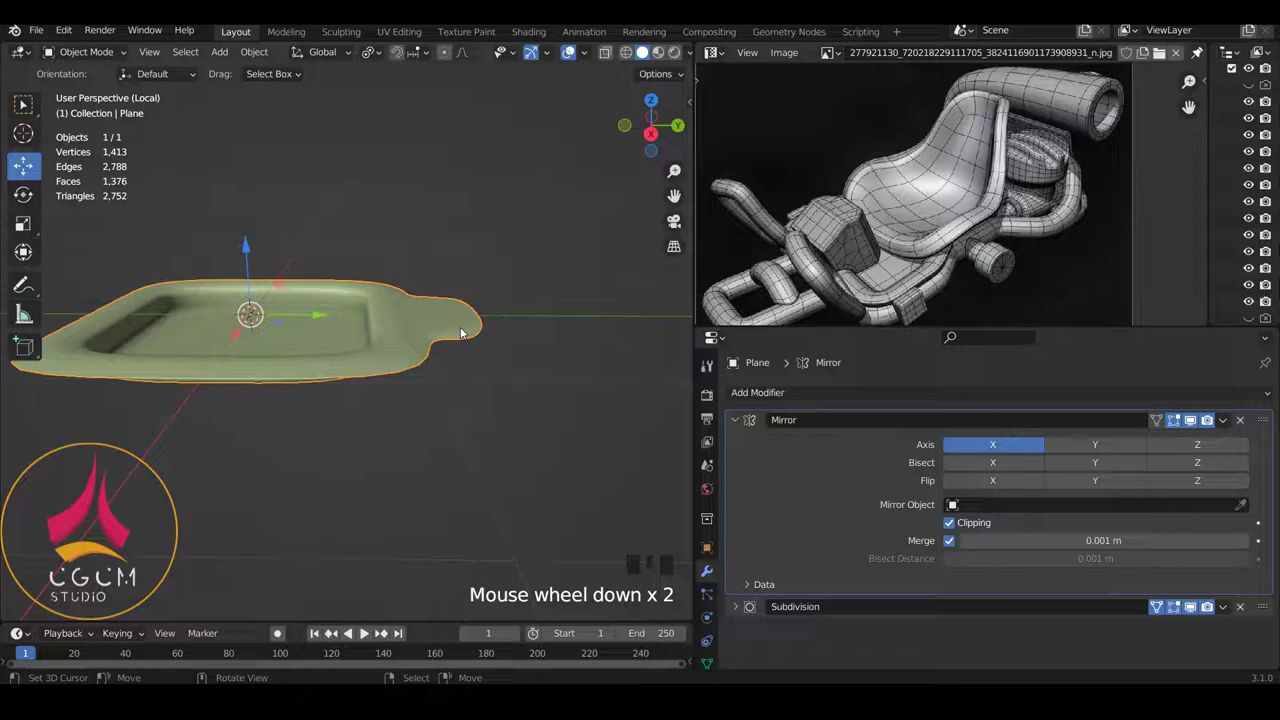 File Edit Render Window Help Layout Modeling Sculpting UV Editing Texture Paint Shading Animation Rendering Compositing Geometry Nodes Scripting Scene ViewLayer
Object Mode View Select Add Object Global View Image 277921130_720218229111705_3824116901173908931_n.jpg
Orientation: Default Drag: Select Box Options
User Perspective (Local)
(1) Collection | Plane
Objects 1 / 1
Vertices 1,413
Edges 2,788
Faces 1,376
Triangles 2,752
Z
Y
X
Plane Mirror
Add Modifier
Mirror
Axis X Y Z
Bisect X Y Z
Flip X Y Z
Mirror Object
Clipping
Merge 0.001 m
Bisect Distance 0.001 m
Data
Subdivision
CGCM
STUDIO
Mouse wheel down x 2
Playback Keying View Marker 1 Start 1 End 250
1 20 40 60 80 100 120 140 160 180 200 220 240
Set 3D Cursor Move Rotate View Select Move 3.1.0